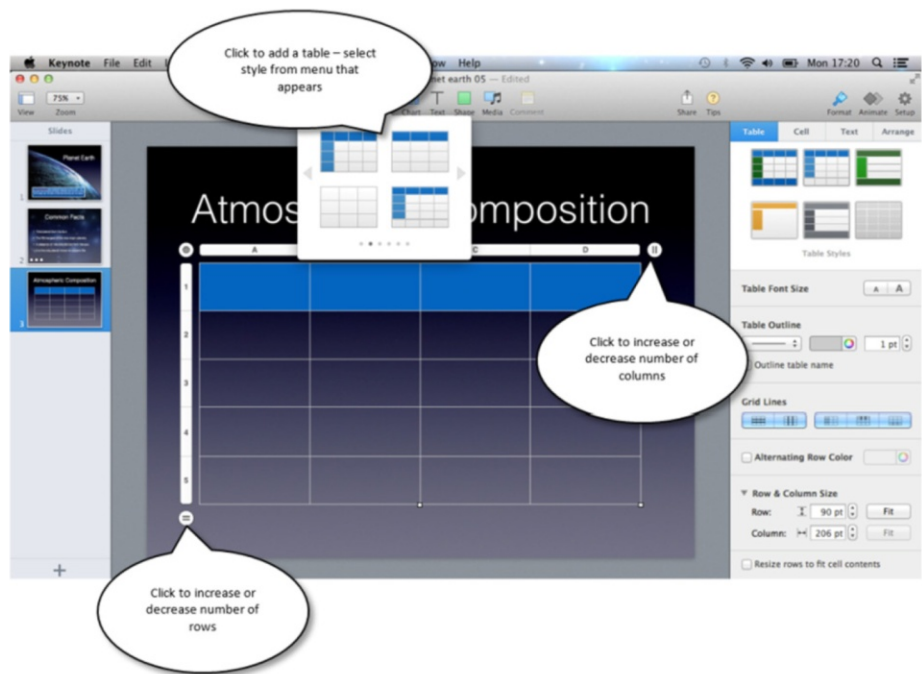 Click to add a table – select
style from menu that
appears
Keynote File Edit Help Mon 17:20
earth 05 — Edited
75%
View Zoom
Chart Text Shape Media Comment
Share Tips
Format Animate Setup
Slides
Table Cell Text Arrange
Planet Earth
1
Common Facts
2
Atmospheric Composition
3
Atmos mposition
A C D
1
2
3
4
5
Table Styles
Table Font Size A A
Table Outline
1 pt
Outline table name
Grid Lines
Alternating Row Color
Row & Column Size
Row: 90 pt Fit
Column: 206 pt Fit
Resize rows to fit cell contents
Click to increase or
decrease number of
columns
Click to increase or
decrease number of
rows